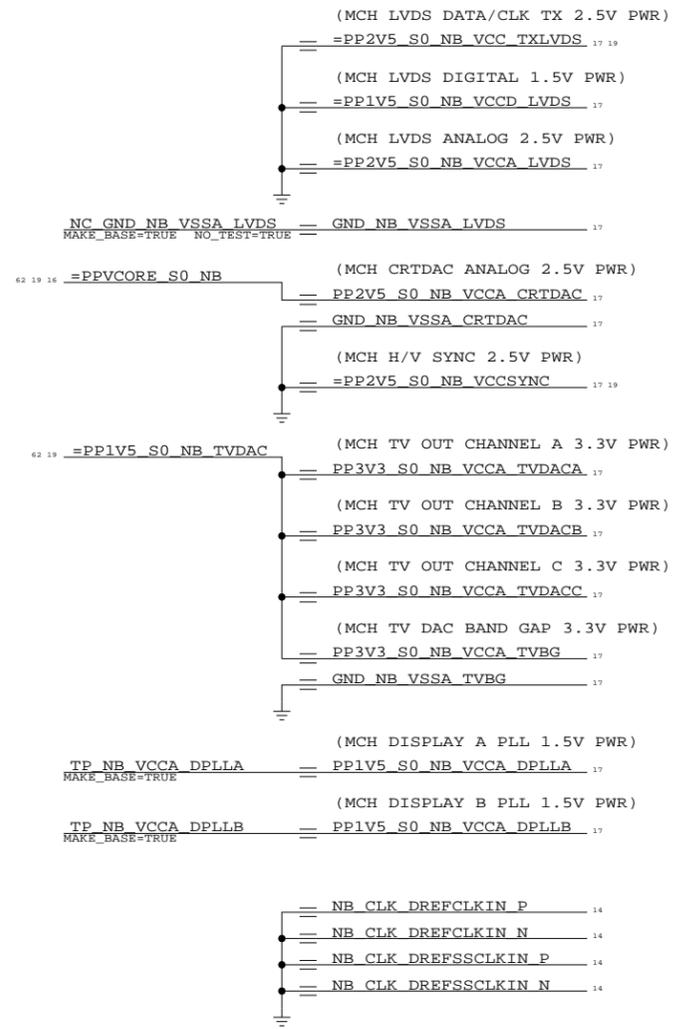 (MCH LVDS DATA/CLK TX 2.5V PWR)
=PP2V5_S0_NB_VCC_TXLVDS 17 19
(MCH LVDS DIGITAL 1.5V PWR)
=PP1V5_S0_NB_VCCD_LVDS 17
(MCH LVDS ANALOG 2.5V PWR)
=PP2V5_S0_NB_VCCA_LVDS 17
NC_GND_NB_VSSA_LVDS GND_NB_VSSA_LVDS 17
MAKE_BASE=TRUE NO_TEST=TRUE
(MCH CRTDAC ANALOG 2.5V PWR)
62 19 16 =PPVCORE_S0_NB
PP2V5_S0_NB_VCCA_CRTDAC 17
GND_NB_VSSA_CRTDAC 17
(MCH H/V SYNC 2.5V PWR)
=PP2V5_S0_NB_VCCSYNC 17 19
(MCH TV OUT CHANNEL A 3.3V PWR)
62 19 =PP1V5_S0_NB_TVDAC
PP3V3_S0_NB_VCCA_TVDACA 17
(MCH TV OUT CHANNEL B 3.3V PWR)
PP3V3_S0_NB_VCCA_TVDACB 17
(MCH TV OUT CHANNEL C 3.3V PWR)
PP3V3_S0_NB_VCCA_TVDACC 17
(MCH TV DAC BAND GAP 3.3V PWR)
PP3V3_S0_NB_VCCA_TVBG 17
GND_NB_VSSA_TVBG 17
(MCH DISPLAY A PLL 1.5V PWR)
TP_NB_VCCA_DPLLA PP1V5_S0_NB_VCCA_DPLLA 17
MAKE_BASE=TRUE
(MCH DISPLAY B PLL 1.5V PWR)
TP_NB_VCCA_DPLLB PP1V5_S0_NB_VCCA_DPLLB 17
MAKE_BASE=TRUE
NB_CLK_DREFCLKIN_P 14
NB_CLK_DREFCLKIN_N 14
NB_CLK_DREFSSCLKIN_P 14
NB_CLK_DREFSSCLKIN_N 14